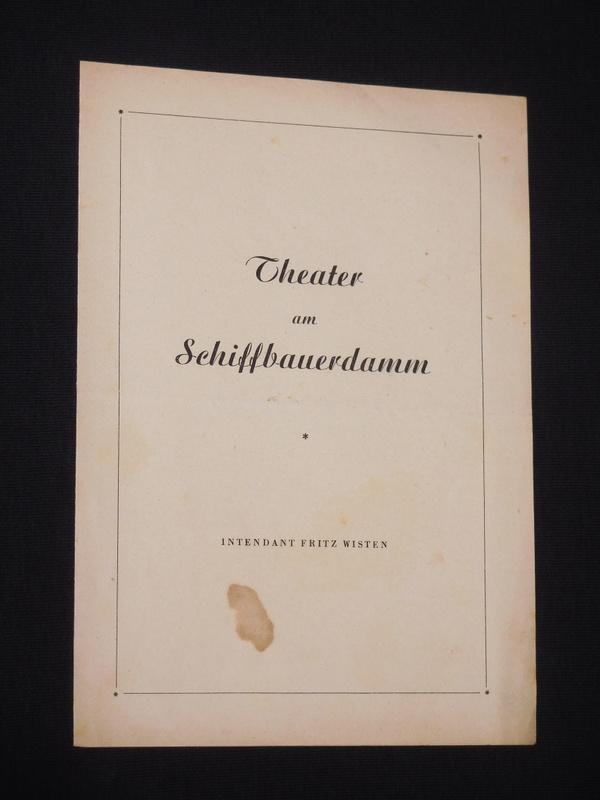 Theater
am
Schiffbauerdamm
*
INTENDANT FRITZ WISTEN